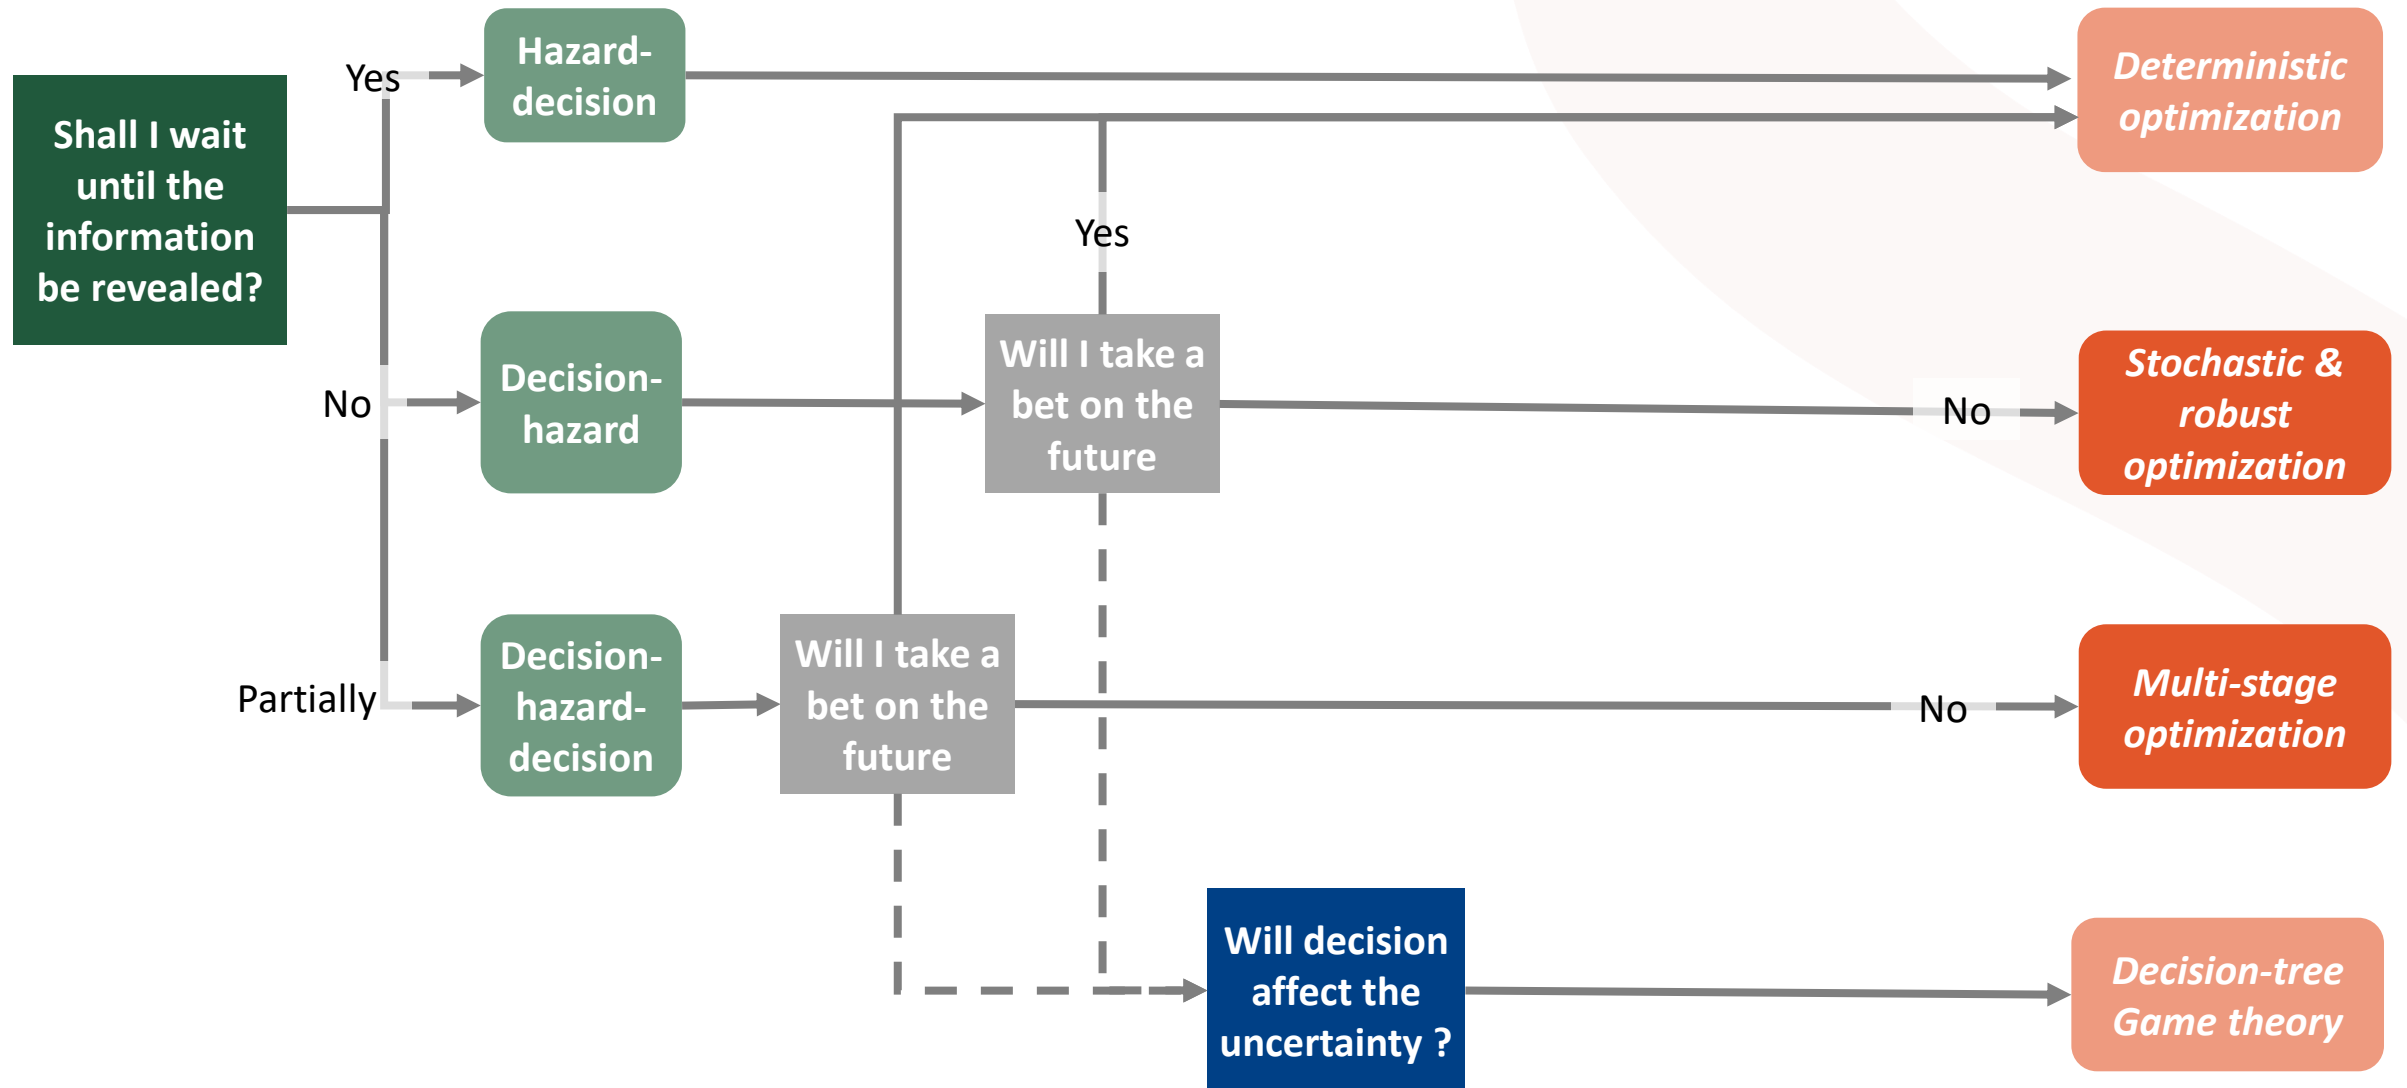 Shall I wait
until the
information
be revealed?
Yes
Hazard-
decision
Deterministic
optimization
Yes
No
Decision-
hazard
Will I take a
bet on the
future
No
Stochastic &
robust
optimization
Partially
Decision-
hazard-
decision
Will I take a
bet on the
future
No
Multi-stage
optimization
Will decision
affect the
uncertainty ?
Decision-tree
Game theory